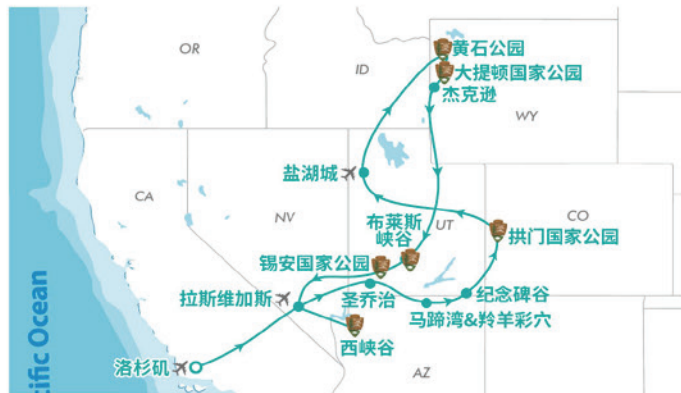 黄石公园
OR
ID
大提顿国家公园
杰克逊
WY
盐湖城
CA
NV
布莱斯
峡谷
UT
CO
拱门国家公园
锡安国家公园
拉斯维加斯
圣乔治
纪念碑谷
马蹄湾&羚羊彩穴
西峡谷
洛杉矶
AZ
cific Ocean